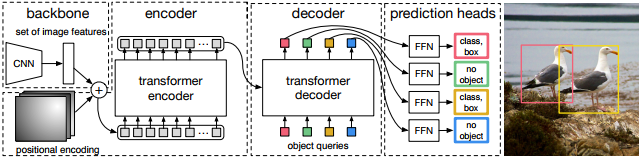 backbone
set of image features
CNN
positional encoding
+
encoder
...
transformer
encoder
...
decoder
transformer
decoder
object queries
prediction heads
FFN
class,
box
FFN
no
object
FFN
class,
box
FFN
no
object